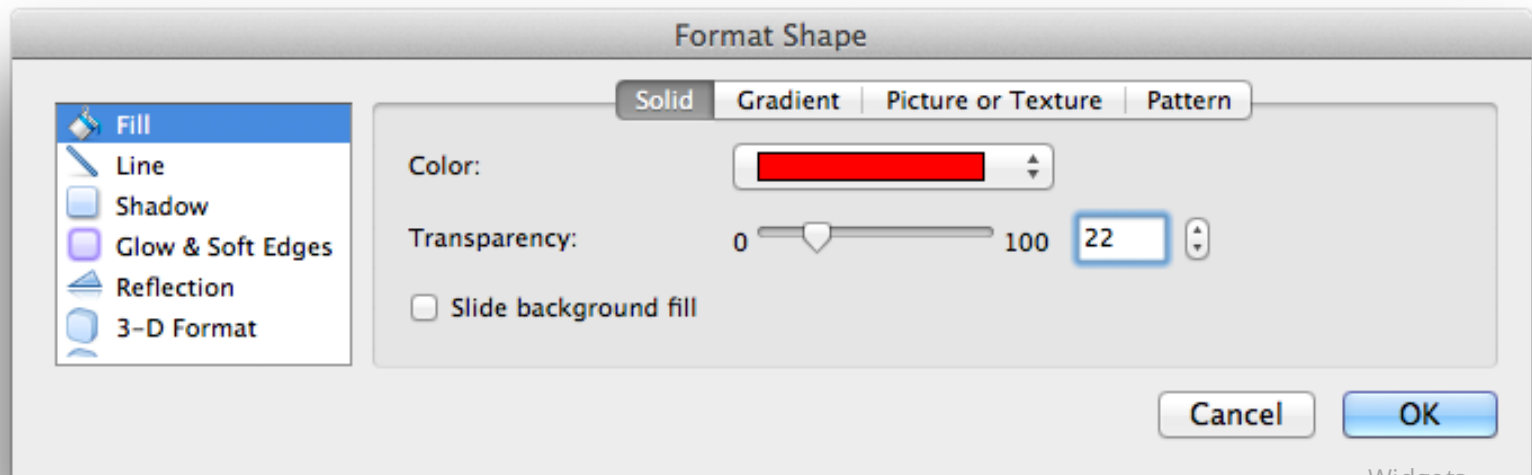 Format Shape
Solid Gradient Picture or Texture Pattern
Fill
Line
Shadow
Glow & Soft Edges
Reflection
3-D Format
Color:
Transparency: 0 100 22
Slide background fill
Cancel OK
Widgets